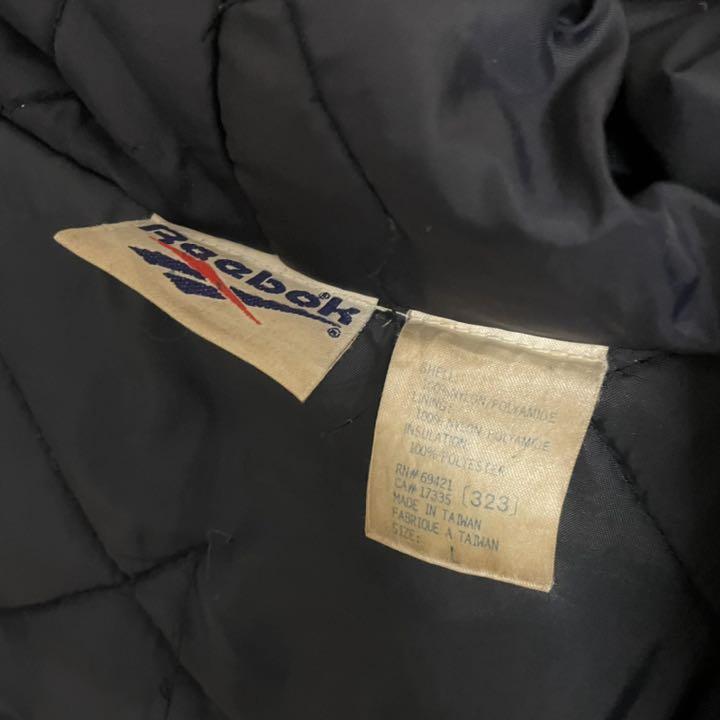 Reebok®
®
SHELL:
100% NYLON/POLYAMIDE
LINING:
100% NYLON POLYAMIDE
INSULATION
100% POLYESTER
RN# 69421
CA# 17335 [323]
MADE IN TAIWAN
FABRIQUE A TAIWAN
SIZE: L